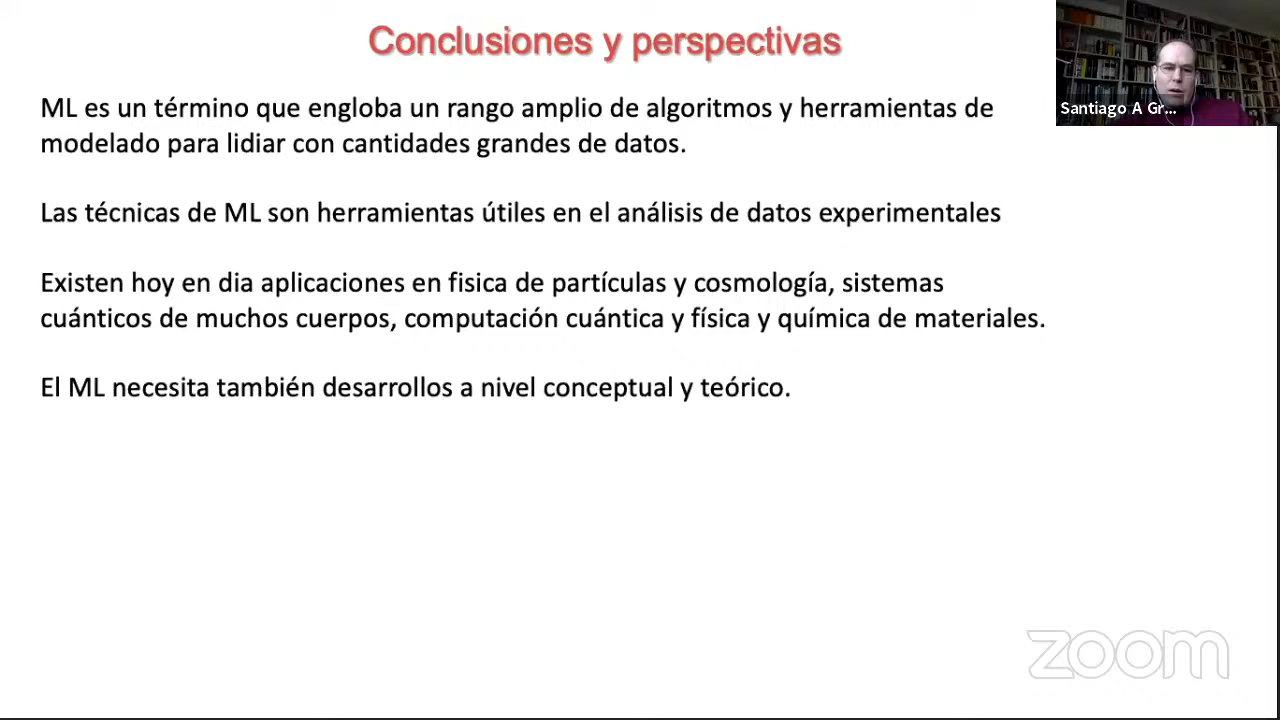 Conclusiones y perspectivas
Santiago A Gr...
ML es un término que engloba un rango amplio de algoritmos y herramientas de
modelado para lidiar con cantidades grandes de datos.
Las técnicas de ML son herramientas útiles en el análisis de datos experimentales
Existen hoy en dia aplicaciones en fisica de partículas y cosmología, sistemas
cuánticos de muchos cuerpos, computación cuántica y física y química de materiales.
El ML necesita también desarrollos a nivel conceptual y teórico.
zoom